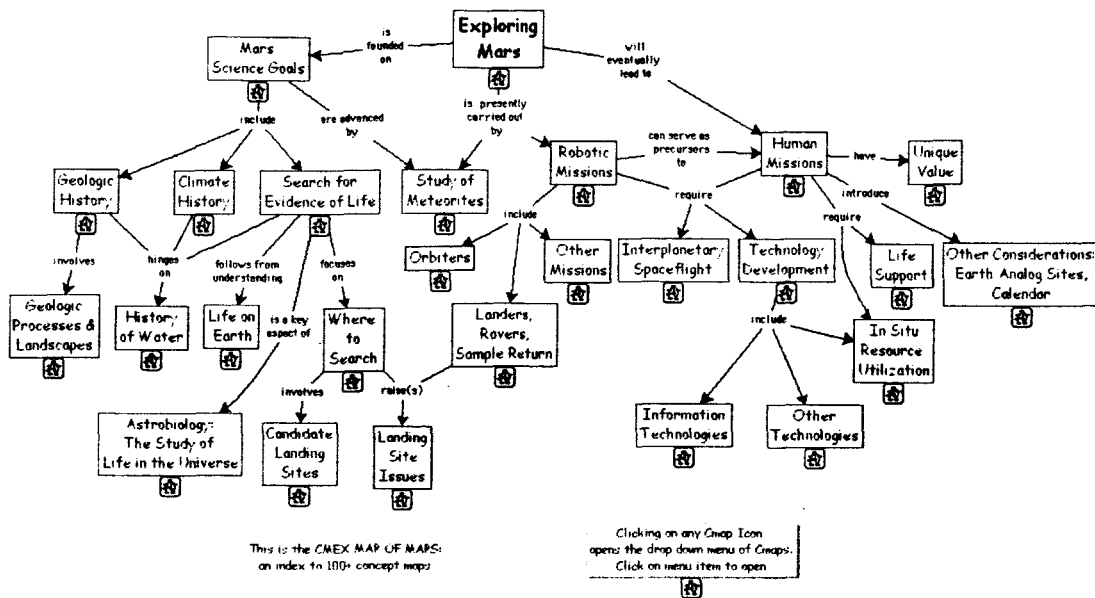 Exploring
Mars
is
founded
on
Mars
Science Goals
will
eventually
lead to
is presently
carried out
by
include
are advanced
by
can serve as
precursers
to
Human
Missions
have
Unique
Value
Robotic
Missions
Geologic
History
Climate
History
Search for
Evidence of Life
Study of
Meteorites
require
introduce
include
require
involves
hinges
on
follows from
understanding
focuses
on
Orbiters
Other
Missions
Interplanetary
Spaceflight
Technology
Development
Life
Support
Other Considerations:
Earth Analog Sites,
Calendar
Geologic
Processes &
Landscapes
History
of Water
Life on
Earth
is a key
aspect of
Where
to
Search
Landers,
Rovers,
Sample Return
include
In Situ
Resource
Utilization
involves
raise(s)
Astrobiology:
The Study of
Life in the Universe
Candidate
Landing
Sites
Landing
Site
Issues
Information
Technologies
Other
Technologies
This is the CMEX MAP OF MAPS:
an index to 100+ concept maps
Clicking on any Cmap Icon
opens the drop down menu of Cmaps.
Click on menu item to open